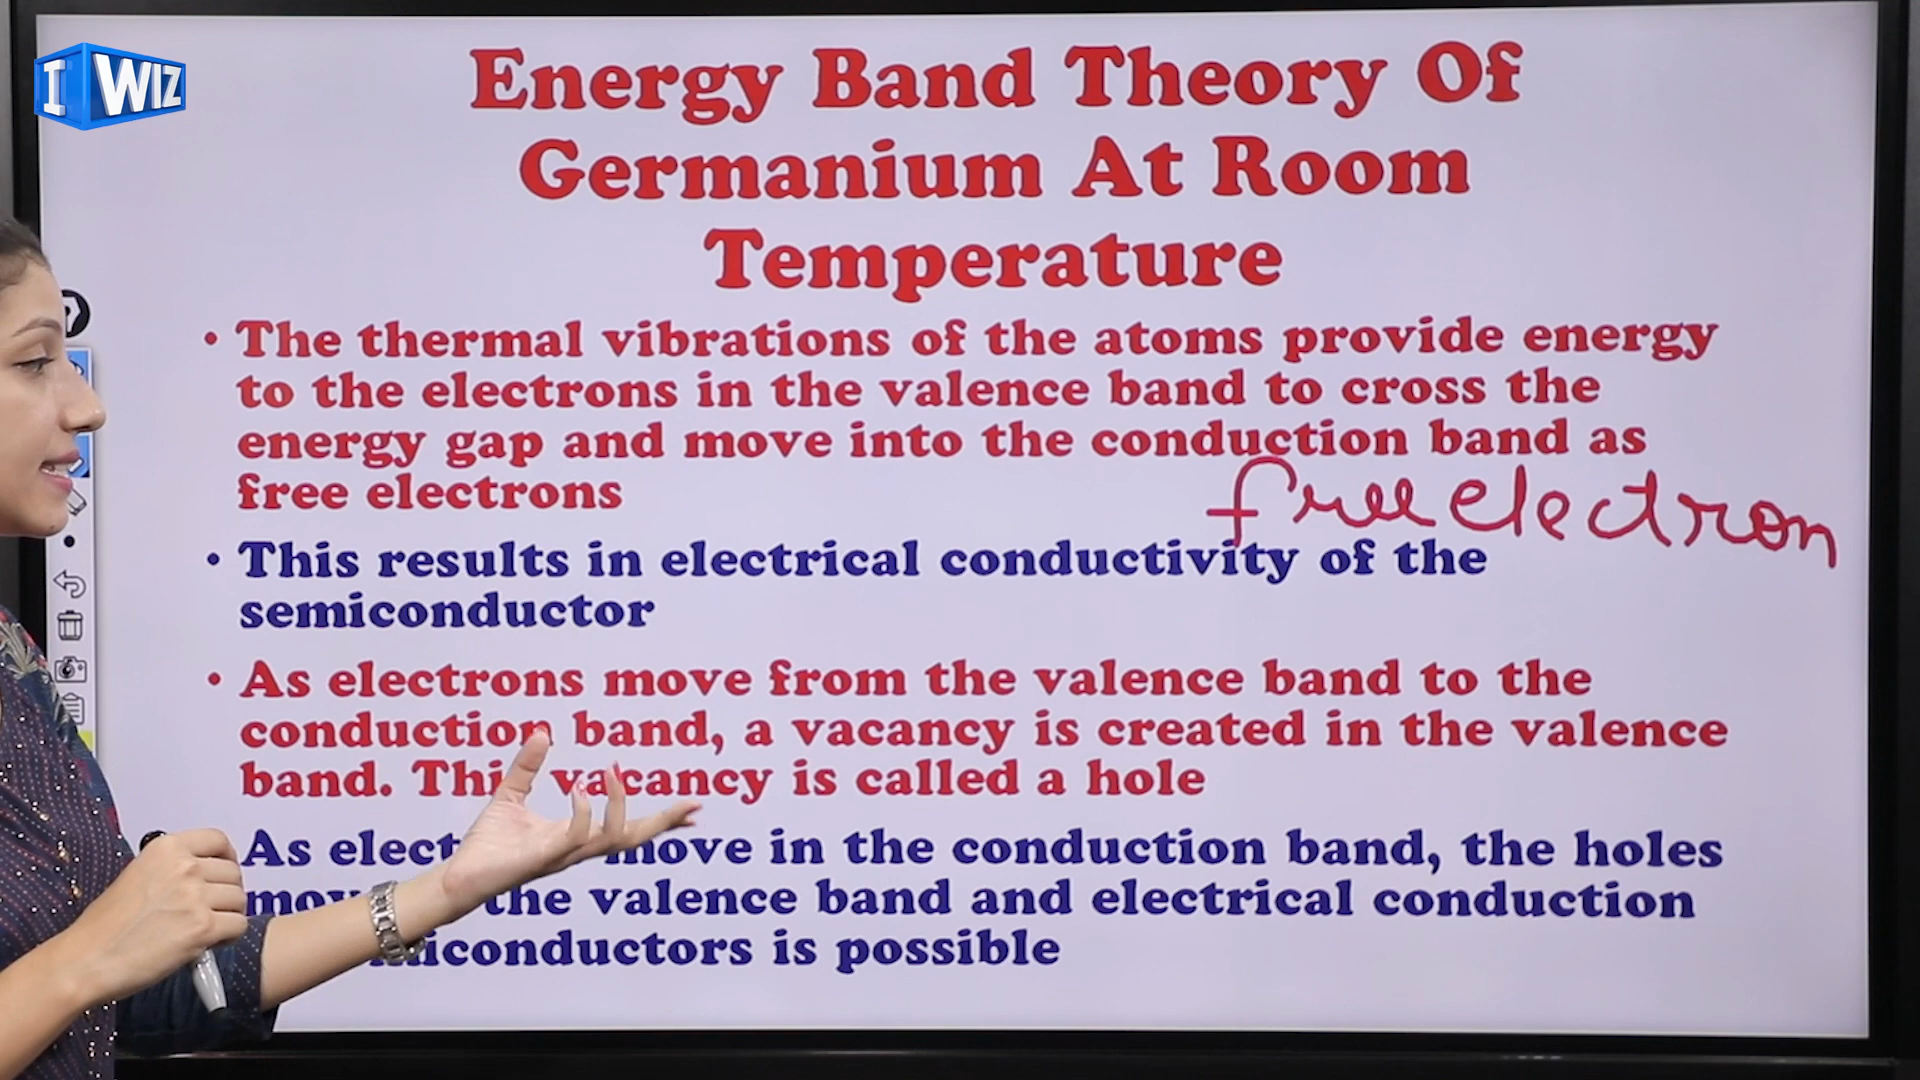 I WIZ
Energy Band Theory Of
Germanium At Room
Temperature
• The thermal vibrations of the atoms provide energy
to the electrons in the valence band to cross the
energy gap and move into the conduction band as
free electrons
free electron
• This results in electrical conductivity of the
semiconductor
• As electrons move from the valence band to the
conduction band, a vacancy is created in the valence
band. This vacancy is called a hole
As move in the conduction band, the holes
the valence band and electrical conduction
is possible